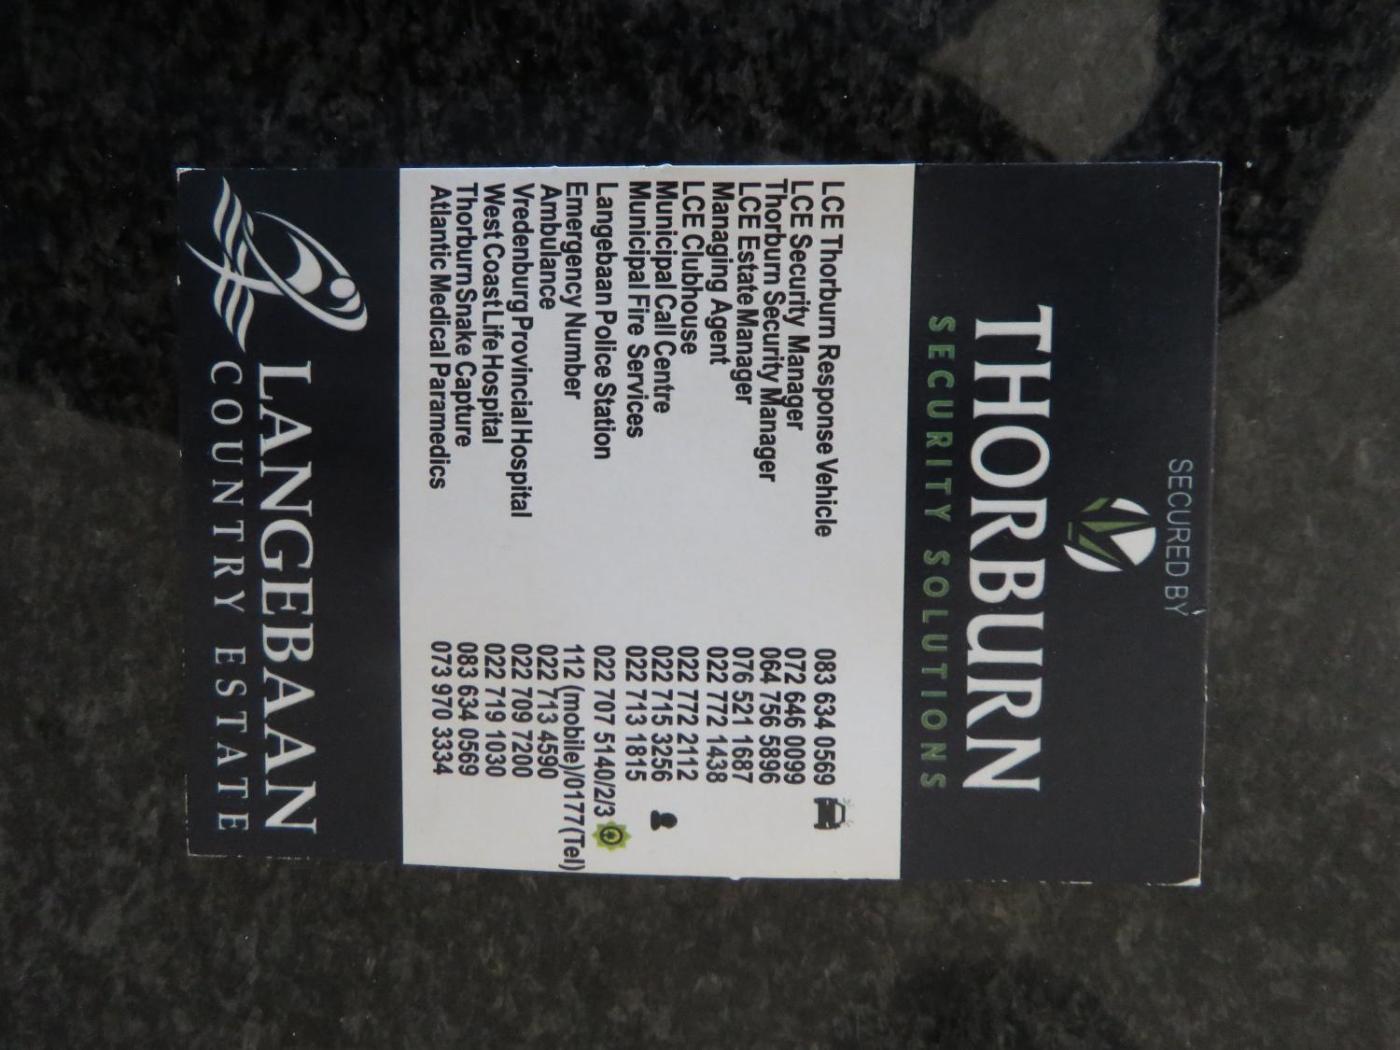 SECURED BY
THORBURN
SECURITY SOLUTIONS
LCE Thorburn Response Vehicle 083 634 0569
LCE Security Manager 072 646 0099
Thorburn Security Manager 064 756 5896
LCE Estate Manager 076 521 1687
Managing Agent 022 772 1438
LCE Clubhouse 022 772 2112
Municipal Call Centre 022 715 3256
Municipal Fire Services 022 713 1815
Langebaan Police Station 022 707 5140/2/3
Emergency Number 112 (mobile)/0177(Tel)
Ambulance 022 713 4590
Vredenburg Provincial Hospital 022 709 7200
West Coast Life Hospital 022 719 1030
Thorburn Snake Capture 083 634 0569
Atlantic Medical Paramedics 073 970 3334
LANGEBAAN
COUNTRY ESTATE